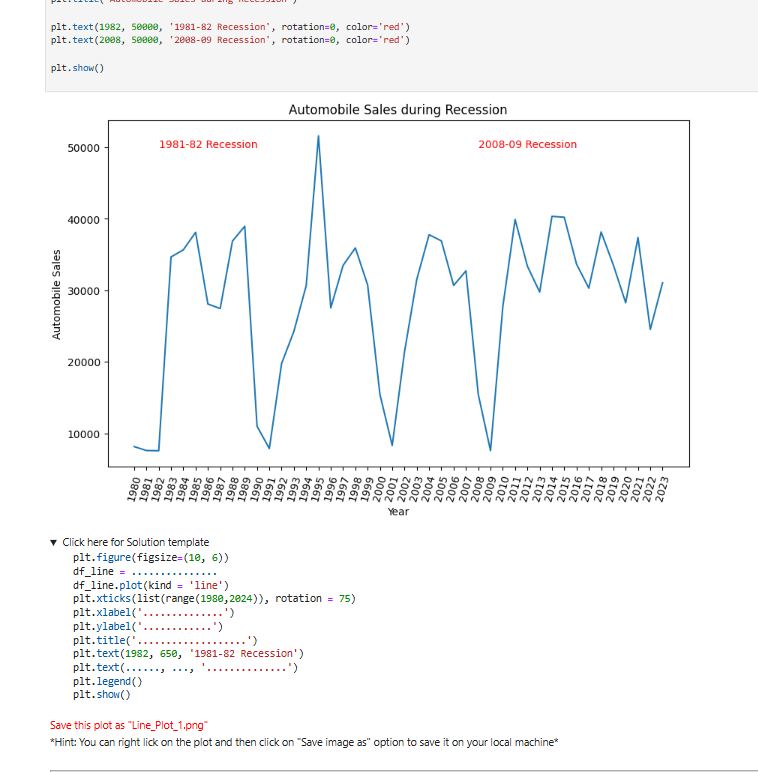 plt.title('Automobile Sales during Recession')
plt.text(1982, 50000, '1981-82 Recession', rotation=0, color='red')
plt.text(2008, 50000, '2008-09 Recession', rotation=0, color='red')
plt.show()
Automobile Sales during Recession
50000
1981-82 Recession
2008-09 Recession
40000
30000
20000
10000
Automobile Sales
1980 1981 1982 1983 1984 1985 1986 1987 1988 1989 1990 1991 1992 1993 1994 1995 1996 1997 1998 1999 2000 2001 2002 2003 2004 2005 2006 2007 2008 2009 2010 2011 2012 2013 2014 2015 2016 2017 2018 2019 2020 2021 2022 2023
Year
▼ Click here for Solution template
plt.figure(figsize=(10, 6))
df_line = ...............
df_line.plot(kind = 'line')
plt.xticks(list(range(1980,2024)), rotation = 75)
plt.xlabel('..............')
plt.ylabel('............')
plt.title('...................')
plt.text(1982, 650, '1981-82 Recession')
plt.text(......, ..., '..............')
plt.legend()
plt.show()
Save this plot as "Line_Plot_1.png"
*Hint: You can right lick on the plot and then click on "Save image as" option to save it on your local machine*